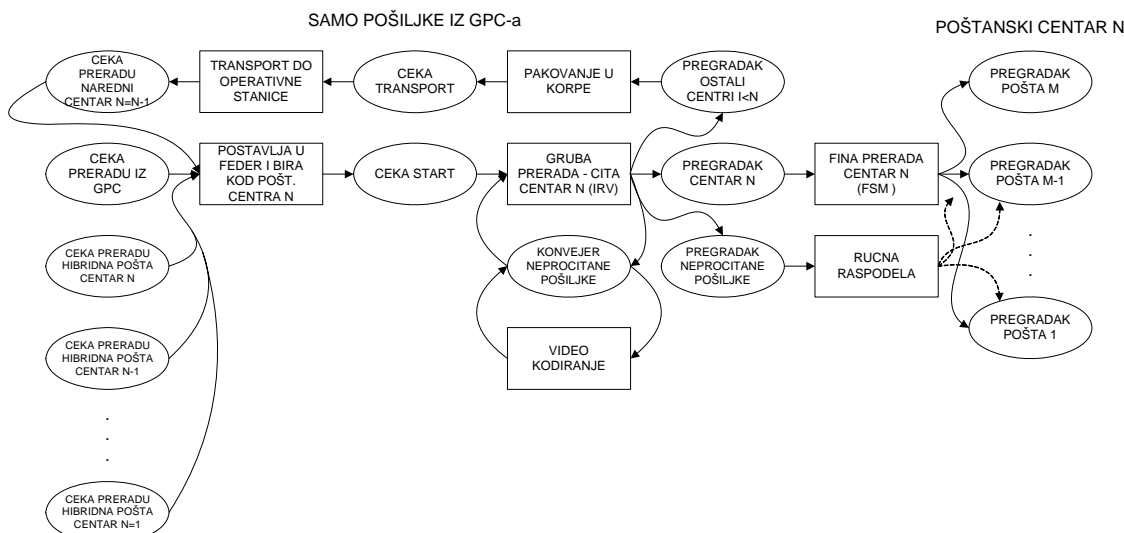 SAMO POŠILJKE IZ GPC-a
POŠTANSKI CENTAR N
CEKA
PRERADU
NAREDNI
CENTAR N=N-1
TRANSPORT DO
OPERATIVNE
STANICE
CEKA
TRANSPORT
PAKOVANJE U
KORPE
PREGRADAK
OSTALI
CENTRI I<N
PREGRADAK
POŠTA M
CEKA
PRERADU IZ
GPC
POSTAVLJA U
FEDER I BIRA
KOD POŠT.
CENTRA N
CEKA START
GRUBA
PRERADA - CITA
CENTAR N (IRV)
PREGRADAK
CENTAR N
FINA PRERADA
CENTAR N
(FSM )
PREGRADAK
POŠTA M-1
CEKA PRERADU
HIBRIDNA POŠTA
CENTAR N
KONVEJER
NEPROCITANE
POŠILJKE
PREGRADAK
NEPROCITANE
POŠILJKE
RUCNA
RASPODELA
.
.
.
PREGRADAK
POŠTA 1
CEKA PRERADU
HIBRIDNA POŠTA
CENTAR N-1
VIDEO
KODIRANJE
.
.
.
CEKA PRERADU
HIBRIDNA POŠTA
CENTAR N=1